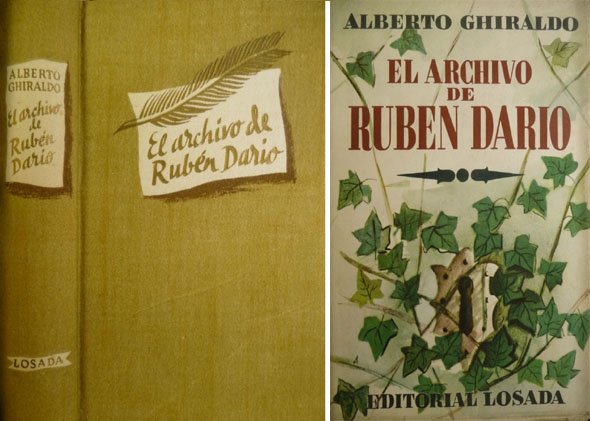 ALBERTO
GHIRALDO
El archivo
de
Rubén
Darío
LOSADA
El archivo de
Rubén Darío
ALBERTO GHIRALDO
EL ARCHIVO
DE
RUBEN DARIO
EDITORIAL LOSADA